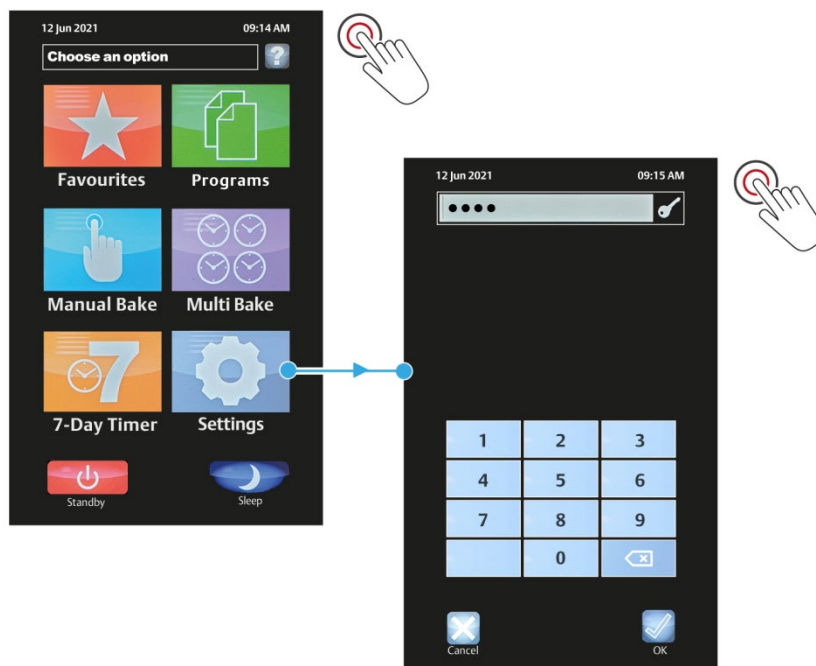 12 Jun 2021 09:14 AM
Choose an option
?
Favourites Programs
Manual Bake Multi Bake
7
7-Day Timer Settings
Standby Sleep
12 Jun 2021 09:15 AM
1 2 3
4 5 6
7 8 9
0
Cancel OK